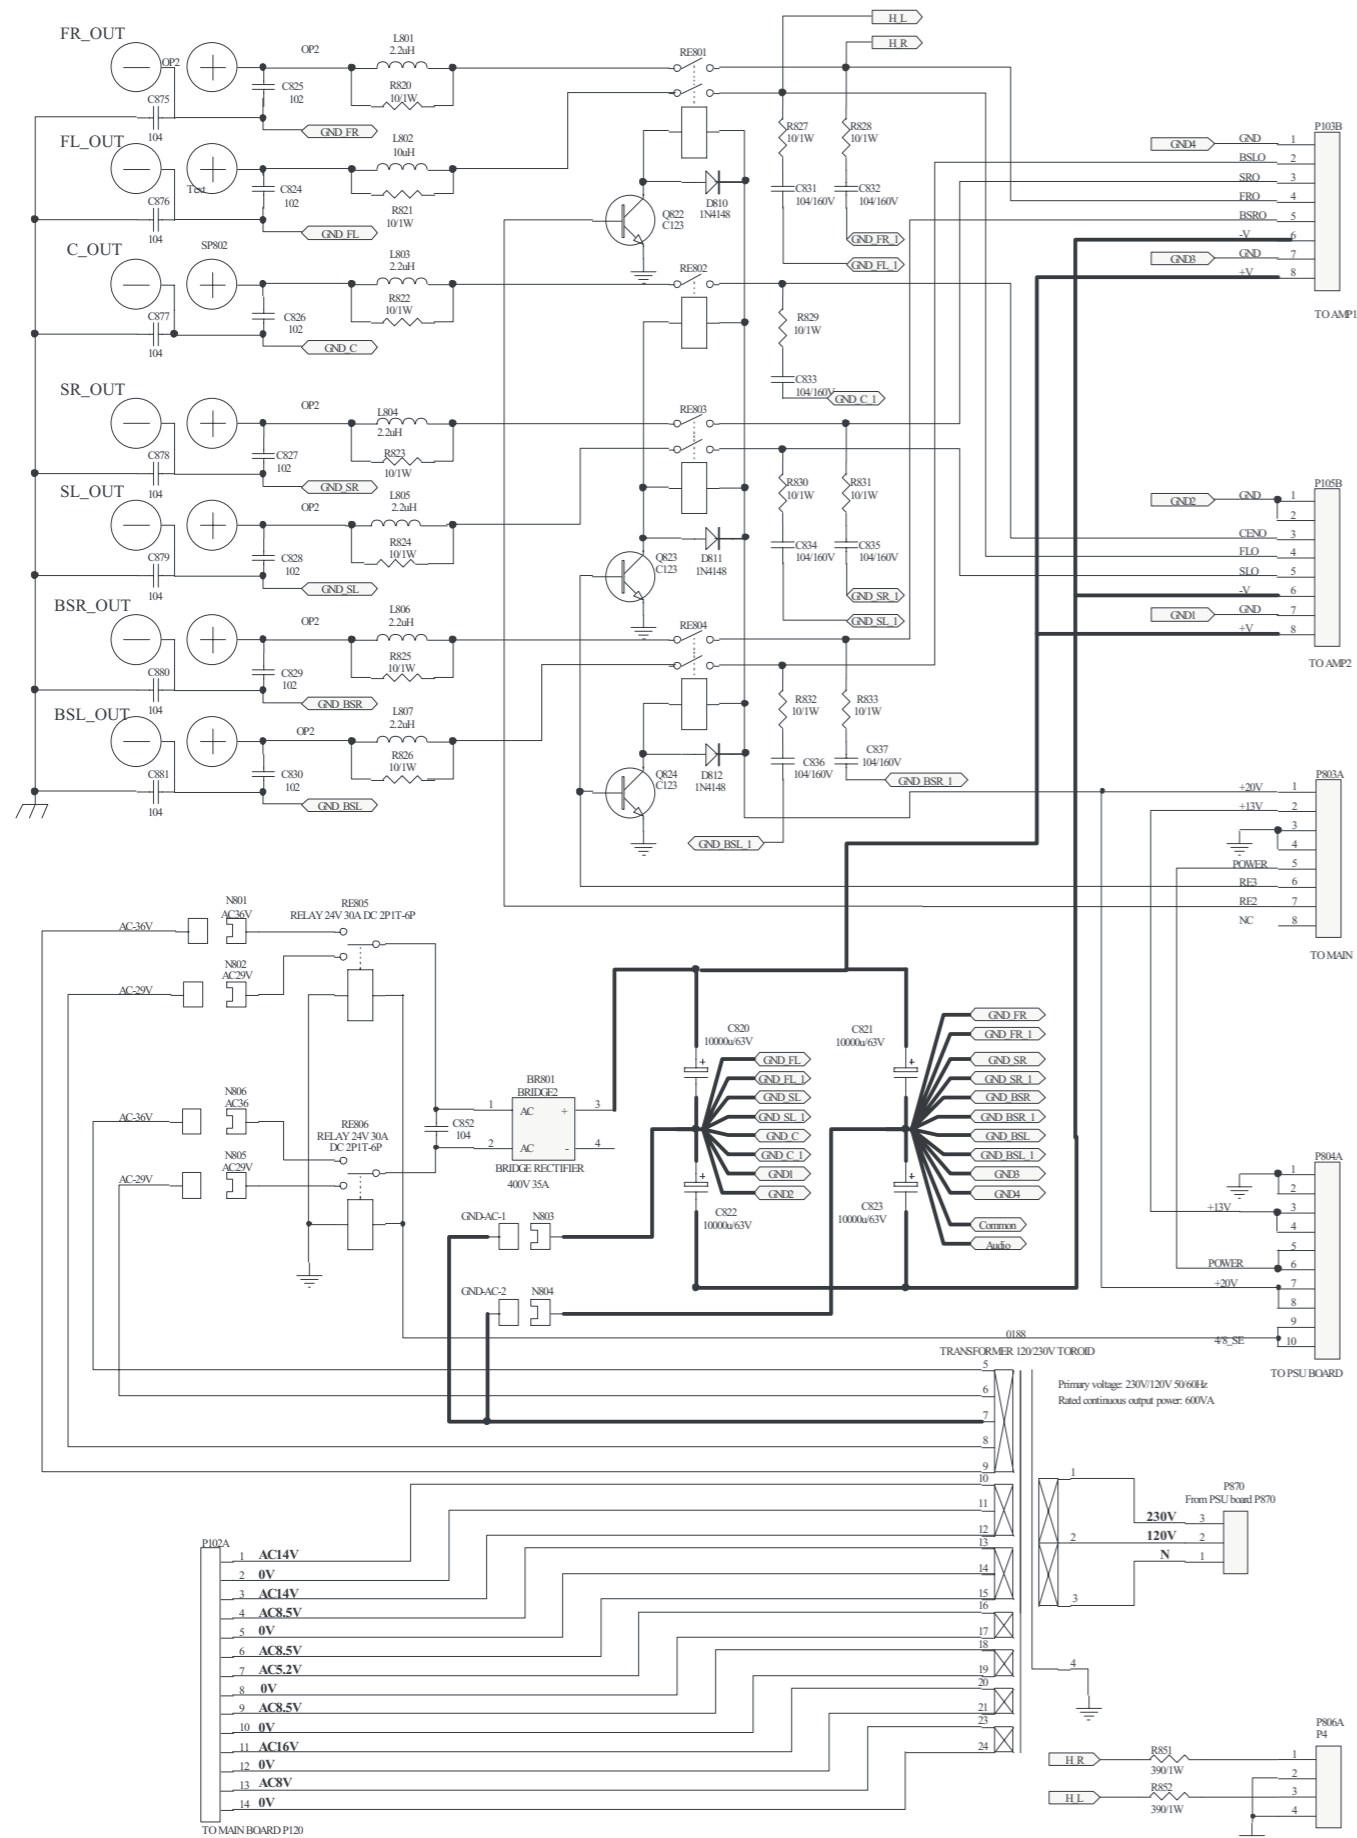 FR_OUT
OP2
OP2
L801
2.2uH
R820
10/1W
C825
102
C875
104
GND_FR
RE801
H_L
H_R
FL_OUT
Text
L802
10uH
R821
10/1W
C824
102
C876
104
GND_FL
R827
10/1W
R828
10/1W
C831
104/160V
C832
104/160V
D810
1N4148
Q822
C123
GND_FR_1
GND_FL_1
C_OUT
SP802
L803
2.2uH
R822
10/1W
C826
102
C877
104
GND_C
RE802
R829
10/1W
C833
104/160V
GND_C_1
P103B
GND4
GND 1
BSLO 2
SRO 3
FRO 4
BSRO 5
-V 6
GND3
GND 7
+V 8
TO AMP1
SR_OUT
OP2
L804
2.2uH
R823
10/1W
C827
102
C878
104
GND_SR
RE803
R830
10/1W
R831
10/1W
C834
104/160V
C835
104/160V
SL_OUT
OP2
L805
2.2uH
R824
10/1W
C828
102
C879
104
GND_SL
Q823
C123
D811
1N4148
GND_SR_1
GND_SL_1
P105B
GND2
GND 1
2
CENO 3
FLO 4
SLO 5
-V 6
GND1
GND 7
+V 8
TO AMP2
BSR_OUT
OP2
L806
2.2uH
R825
10/1W
C829
102
C880
104
GND_BSR
RE804
R832
10/1W
R833
10/1W
C836
104/160V
C837
104/160V
BSL_OUT
OP2
L807
2.2uH
R826
10/1W
C830
102
C881
104
GND_BSL
Q824
C123
D812
1N4148
GND_BSR_1
GND_BSL_1
P803A
+20V 1
+13V 2
3
4
POWER 5
RE3 6
RE2 7
NC 8
TO MAIN
AC-36V
N801
AC36V
RE805
RELAY 24V 30A DC 2P1T-6P
AC-29V
N802
AC29V
AC-36V
N806
AC36
RE806
RELAY 24V 30A
DC 2P1T-6P
AC-29V
N805
AC29V
C852
104
BR801
BRIDGE2
1 AC + 3
2 AC - 4
BRIDGE RECTIFIER
400V 35A
C820
10000u/63V
+
GND_FL
GND_FL_1
GND_SL
GND_SL_1
GND_C
GND_C_1
GND1
GND2
+
C822
10000u/63V
C821
10000u/63V
+
GND_FR
GND_FR_1
GND_SR
GND_SR_1
GND_BSR
GND_BSR_1
GND_BSL
GND_BSL_1
GND3
GND4
Common
Audio
+
C823
10000u/63V
GND-AC-1
N803
GND-AC-2
N804
P804A
1
2
+13V 3
4
5
POWER 6
+20V 7
8
9
4/8_SE 10
TO PSU BOARD
0188
TRANSFORMER 120/230V TOROID
Primary voltage: 230V/120V 50/60Hz
Rated continuous output power: 600VA
5
6
7
8
9
10
11
12
13
14
15
16
17
18
19
20
21
23
24
1
2
3
4
P870
From PSU board P870
230V 3
120V 2
N 1
P102A
1 AC14V
2 0V
3 AC14V
4 AC8.5V
5 0V
6 AC8.5V
7 AC5.2V
8 0V
9 AC8.5V
10 0V
11 AC16V
12 0V
13 AC8V
14 0V
TO MAIN BOARD P120
P806A
P4
H_R
R851
390/1W
1
2
H_L
R852
390/1W
3
4